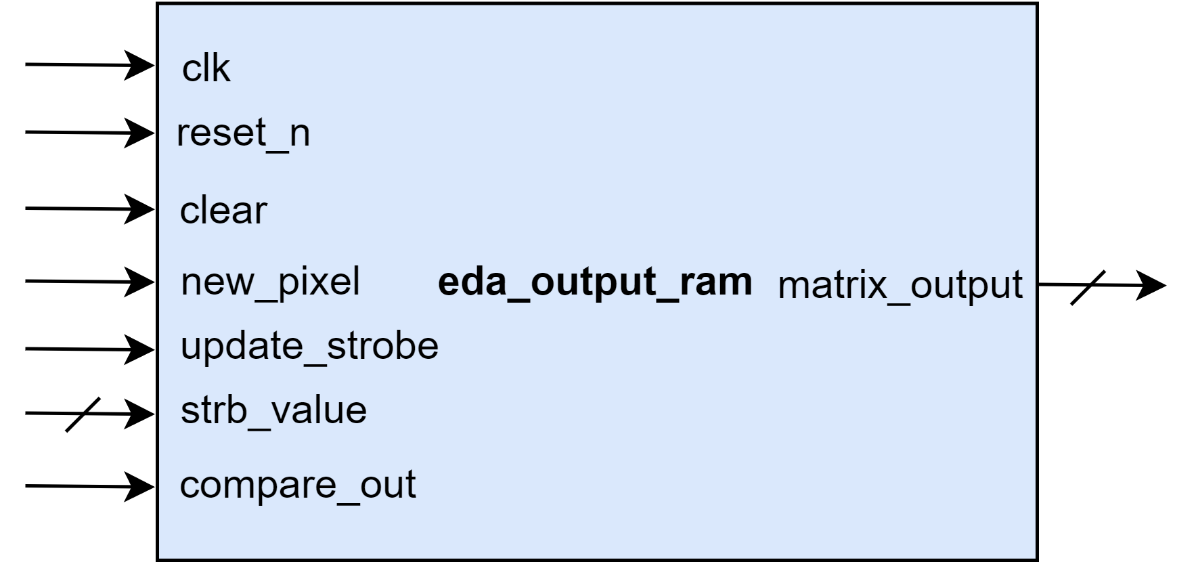 clk
reset_n
clear
new_pixel
eda_output_ram
matrix_output
update_strobe
strb_value
compare_out